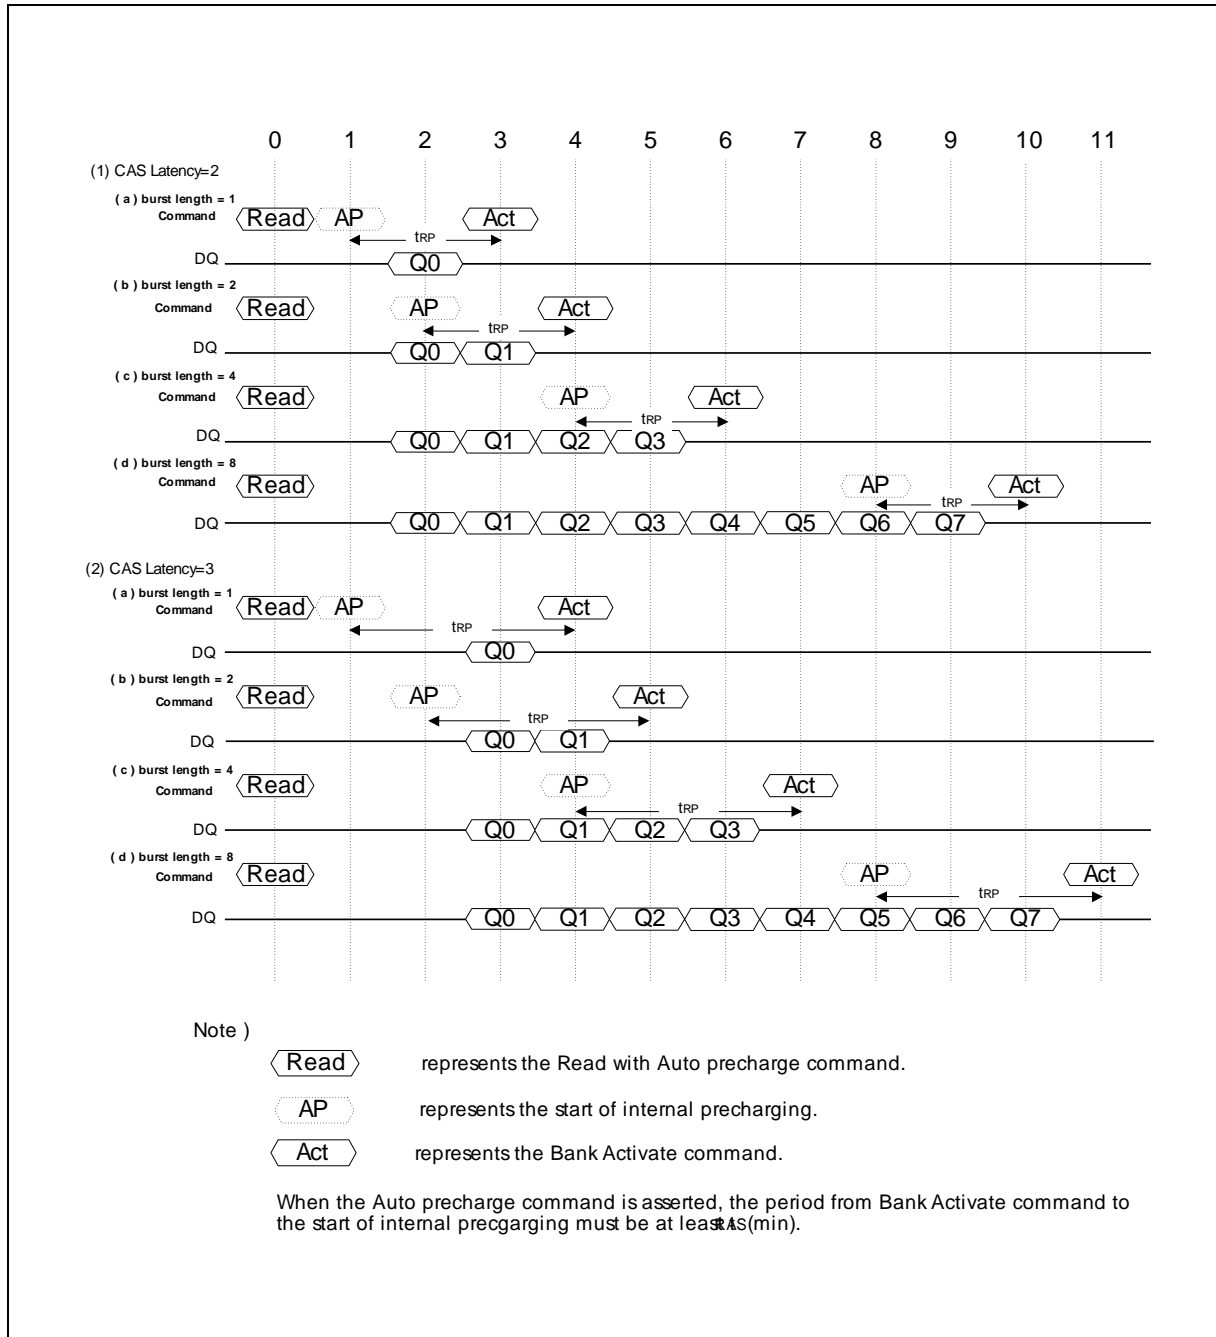 0 1 2 3 4 5 6 7 8 9 10 11
(1) CAS Latency=2
( a ) burst length = 1
Command Read AP Act
tRP
DQ Q0
( b ) burst length = 2
Command Read AP Act
tRP
DQ Q0 Q1
( c ) burst length = 4
Command Read AP Act
tRP
DQ Q0 Q1 Q2 Q3
( d ) burst length = 8
Command Read AP Act
tRP
DQ Q0 Q1 Q2 Q3 Q4 Q5 Q6 Q7
(2) CAS Latency=3
( a ) burst length = 1
Command Read AP Act
tRP
DQ Q0
( b ) burst length = 2
Command Read AP Act
tRP
DQ Q0 Q1
( c ) burst length = 4
Command Read AP Act
tRP
DQ Q0 Q1 Q2 Q3
( d ) burst length = 8
Command Read AP Act
tRP
DQ Q0 Q1 Q2 Q3 Q4 Q5 Q6 Q7
Note )
Read represents the Read with Auto precharge command.
AP represents the start of internal precharging.
Act represents the Bank Activate command.
When the Auto precharge command is asserted, the period from Bank Activate command to
the start of internal precgarging must be at least tRAS(min).